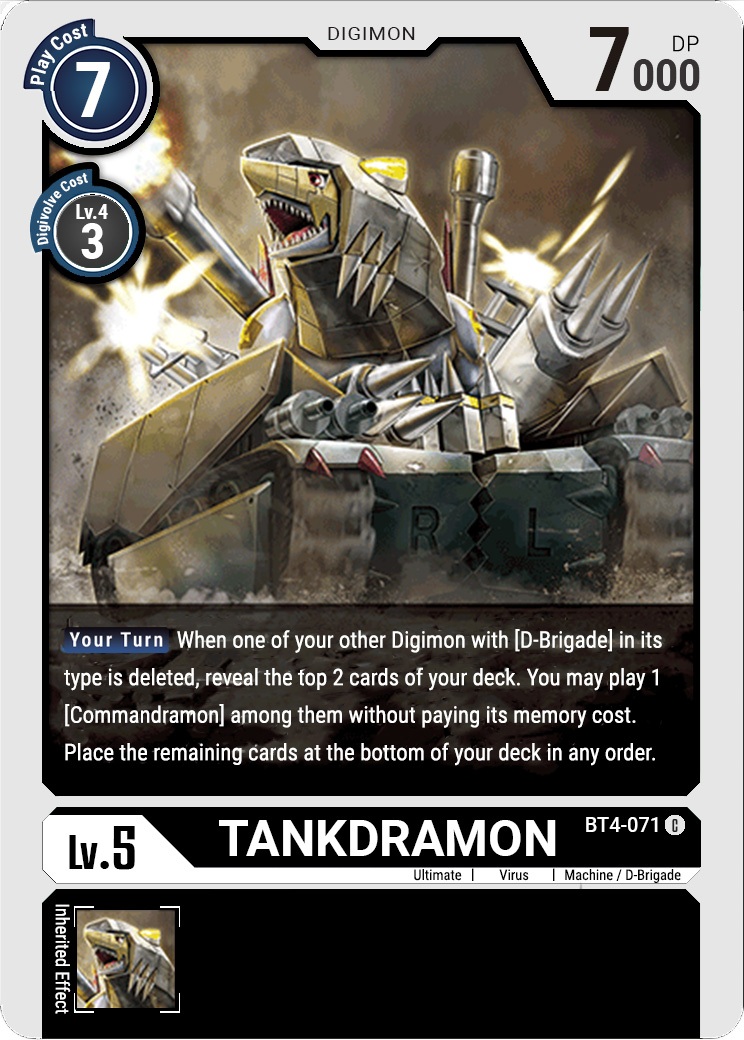 DIGIMON
Play Cost
7
DP
7000
Digivolve Cost
Lv.4
3
R L
Your Turn When one of your other Digimon with [D-Brigade] in its
type is deleted, reveal the top 2 cards of your deck. You may play 1
[Commandramon] among them without paying its memory cost.
Place the remaining cards at the bottom of your deck in any order.
Lv.5
TANKDRAMON
BT4-071 C
Ultimate | Virus | Machine / D-Brigade
Inherited Effect